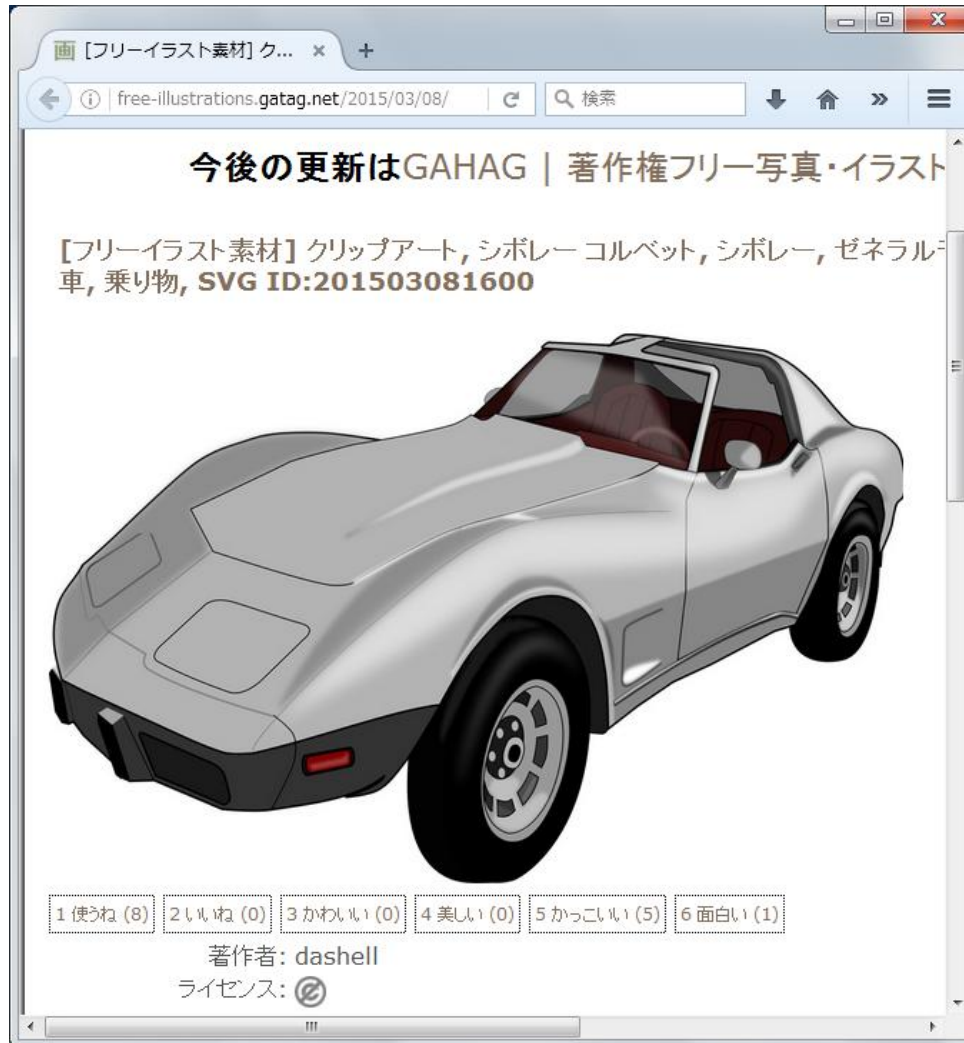 [フリーイラスト素材] ク...
free-illustrations.gatag.net/2015/03/08/
検索
今後の更新はGAHAG | 著作権フリー写真・イラスト
[フリーイラスト素材] クリップアート, シボレー コルベット, シボレー, ゼネラルモ
車, 乗り物, SVG ID:201503081600
1 使うね (8) 2 いいね (0) 3 かわいい (0) 4 美しい (0) 5 かっこいい (5) 6 面白い (1)
著作者: dashell
ライセンス: